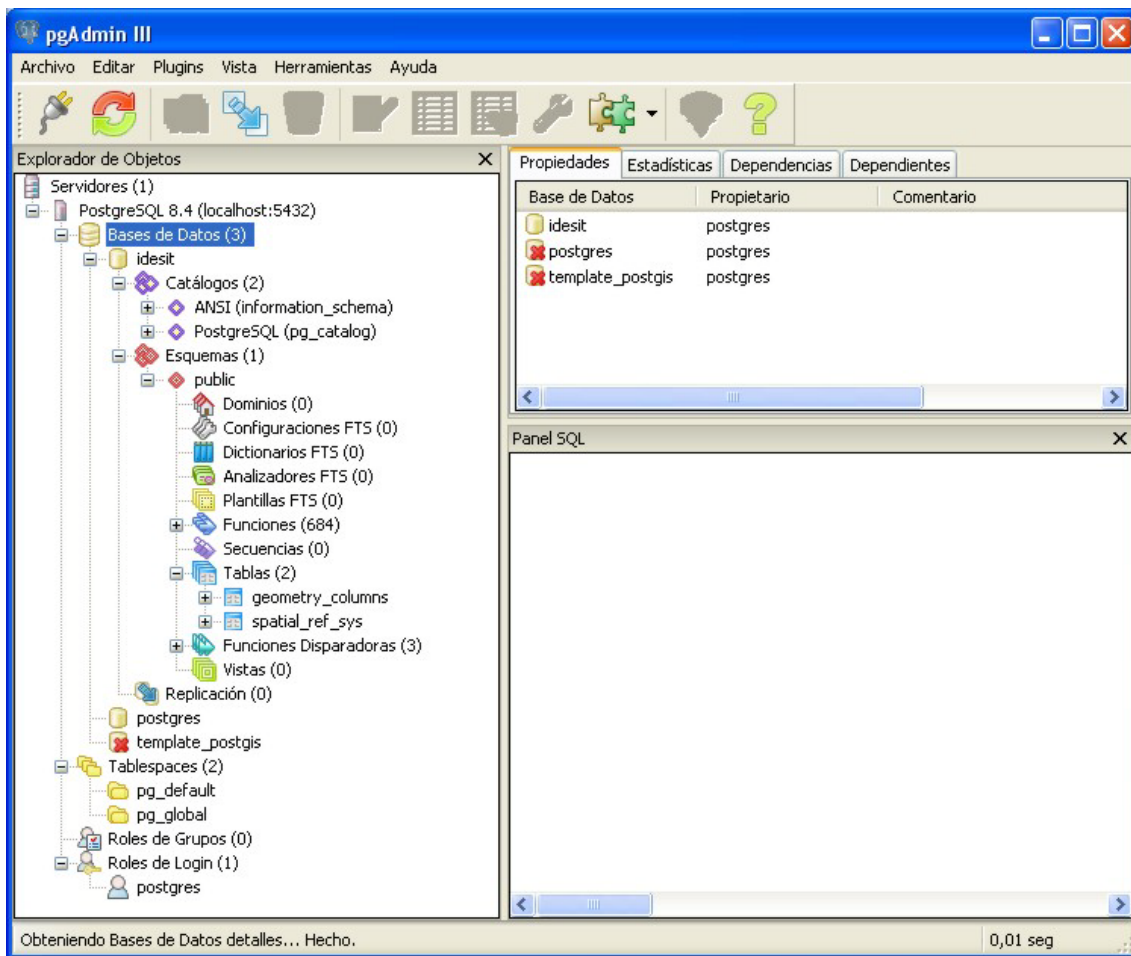 pgAdmin III
Archivo Editar Plugins Vista Herramientas Ayuda
Explorador de Objetos
Servidores (1)
PostgreSQL 8.4 (localhost:5432)
Bases de Datos (3)
idesit
Catálogos (2)
ANSI (information_schema)
PostgreSQL (pg_catalog)
Esquemas (1)
public
Dominios (0)
Configuraciones FTS (0)
Dictionarios FTS (0)
Analizadores FTS (0)
Plantillas FTS (0)
Funciones (684)
Secuencias (0)
Tablas (2)
geometry_columns
spatial_ref_sys
Funciones Disparadoras (3)
Vistas (0)
Replicación (0)
postgres
template_postgis
Tablespaces (2)
pg_default
pg_global
Roles de Grupos (0)
Roles de Login (1)
postgres
Propiedades Estadísticas Dependencias Dependientes
Base de Datos Propietario Comentario
idesit postgres
postgres postgres
template_postgis postgres
Panel SQL
Obteniendo Bases de Datos detalles... Hecho. 0,01 seg